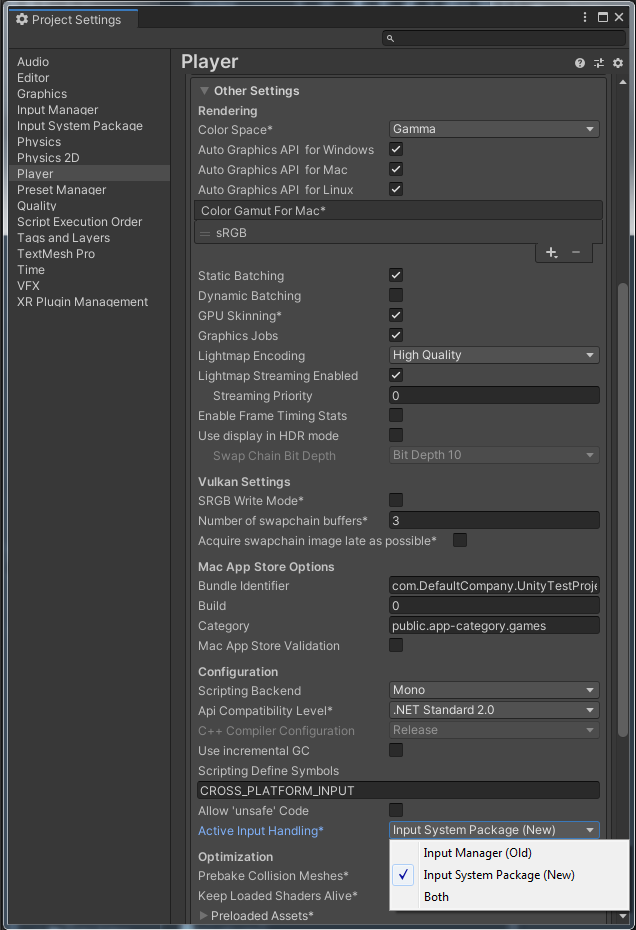 Project Settings
Audio
Editor
Graphics
Input Manager
Input System Package
Physics
Physics 2D
Player
Preset Manager
Quality
Script Execution Order
Tags and Layers
TextMesh Pro
Time
VFX
XR Plugin Management
Player
Other Settings
Rendering
Color Space* Gamma
Auto Graphics API for Windows
Auto Graphics API for Mac
Auto Graphics API for Linux
Color Gamut For Mac*
sRGB
Static Batching
Dynamic Batching
GPU Skinning*
Graphics Jobs
Lightmap Encoding High Quality
Lightmap Streaming Enabled
Streaming Priority 0
Enable Frame Timing Stats
Use display in HDR mode
Swap Chain Bit Depth Bit Depth 10
Vulkan Settings
SRGB Write Mode*
Number of swapchain buffers* 3
Acquire swapchain image late as possible*
Mac App Store Options
Bundle Identifier com.DefaultCompany.UnityTestProje
Build 0
Category public.app-category.games
Mac App Store Validation
Configuration
Scripting Backend Mono
Api Compatibility Level* .NET Standard 2.0
C++ Compiler Configuration Release
Use incremental GC
Scripting Define Symbols
CROSS_PLATFORM_INPUT
Allow 'unsafe' Code
Active Input Handling* Input System Package (New)
Input Manager (Old)
Input System Package (New)
Both
Optimization
Prebake Collision Meshes*
Keep Loaded Shaders Alive*
Preloaded Assets*